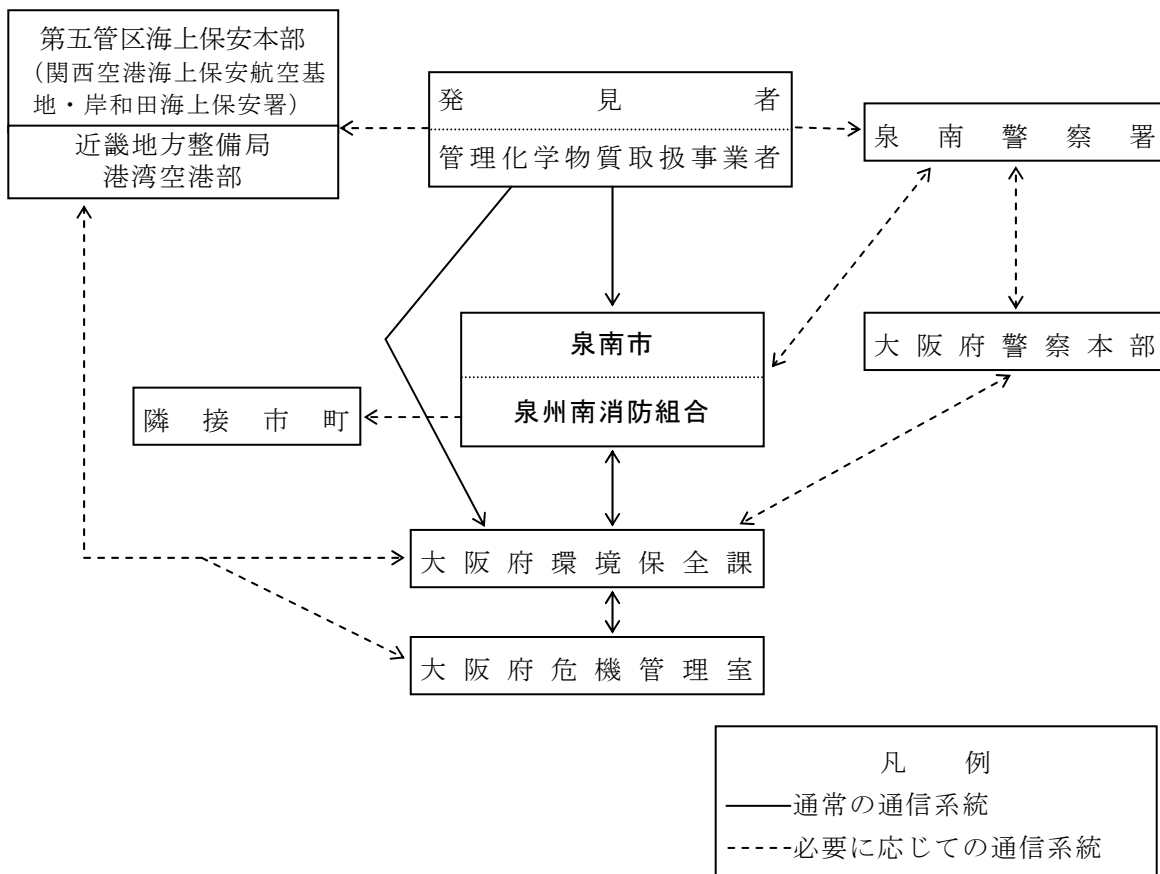 第五管区海上保安本部
（関西空港海上保安航空基
地・岸和田海上保安署）
近畿地方整備局
港湾空港部
発見者
管理化学物質取扱事業者
泉南警察署
泉南市
泉州南消防組合
大阪府警察本部
隣接市町
大阪府環境保全課
大阪府危機管理室
凡例
通常の通信系統
必要に応じての通信系統